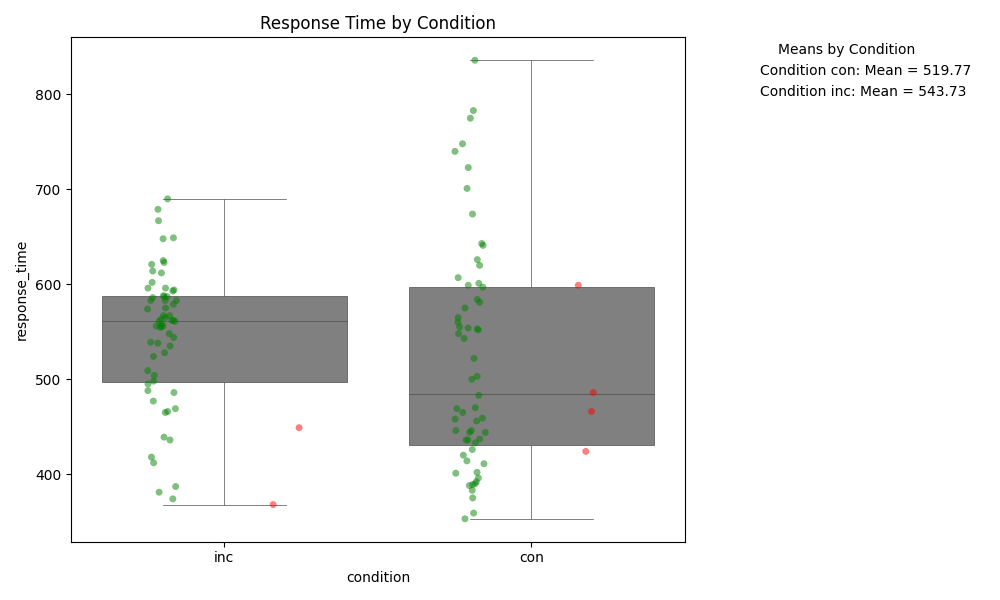 Response Time by Condition
Means by Condition
Condition con: Mean = 519.77
Condition inc: Mean = 543.73
800
700
600
500
400
response_time
inc
con
condition